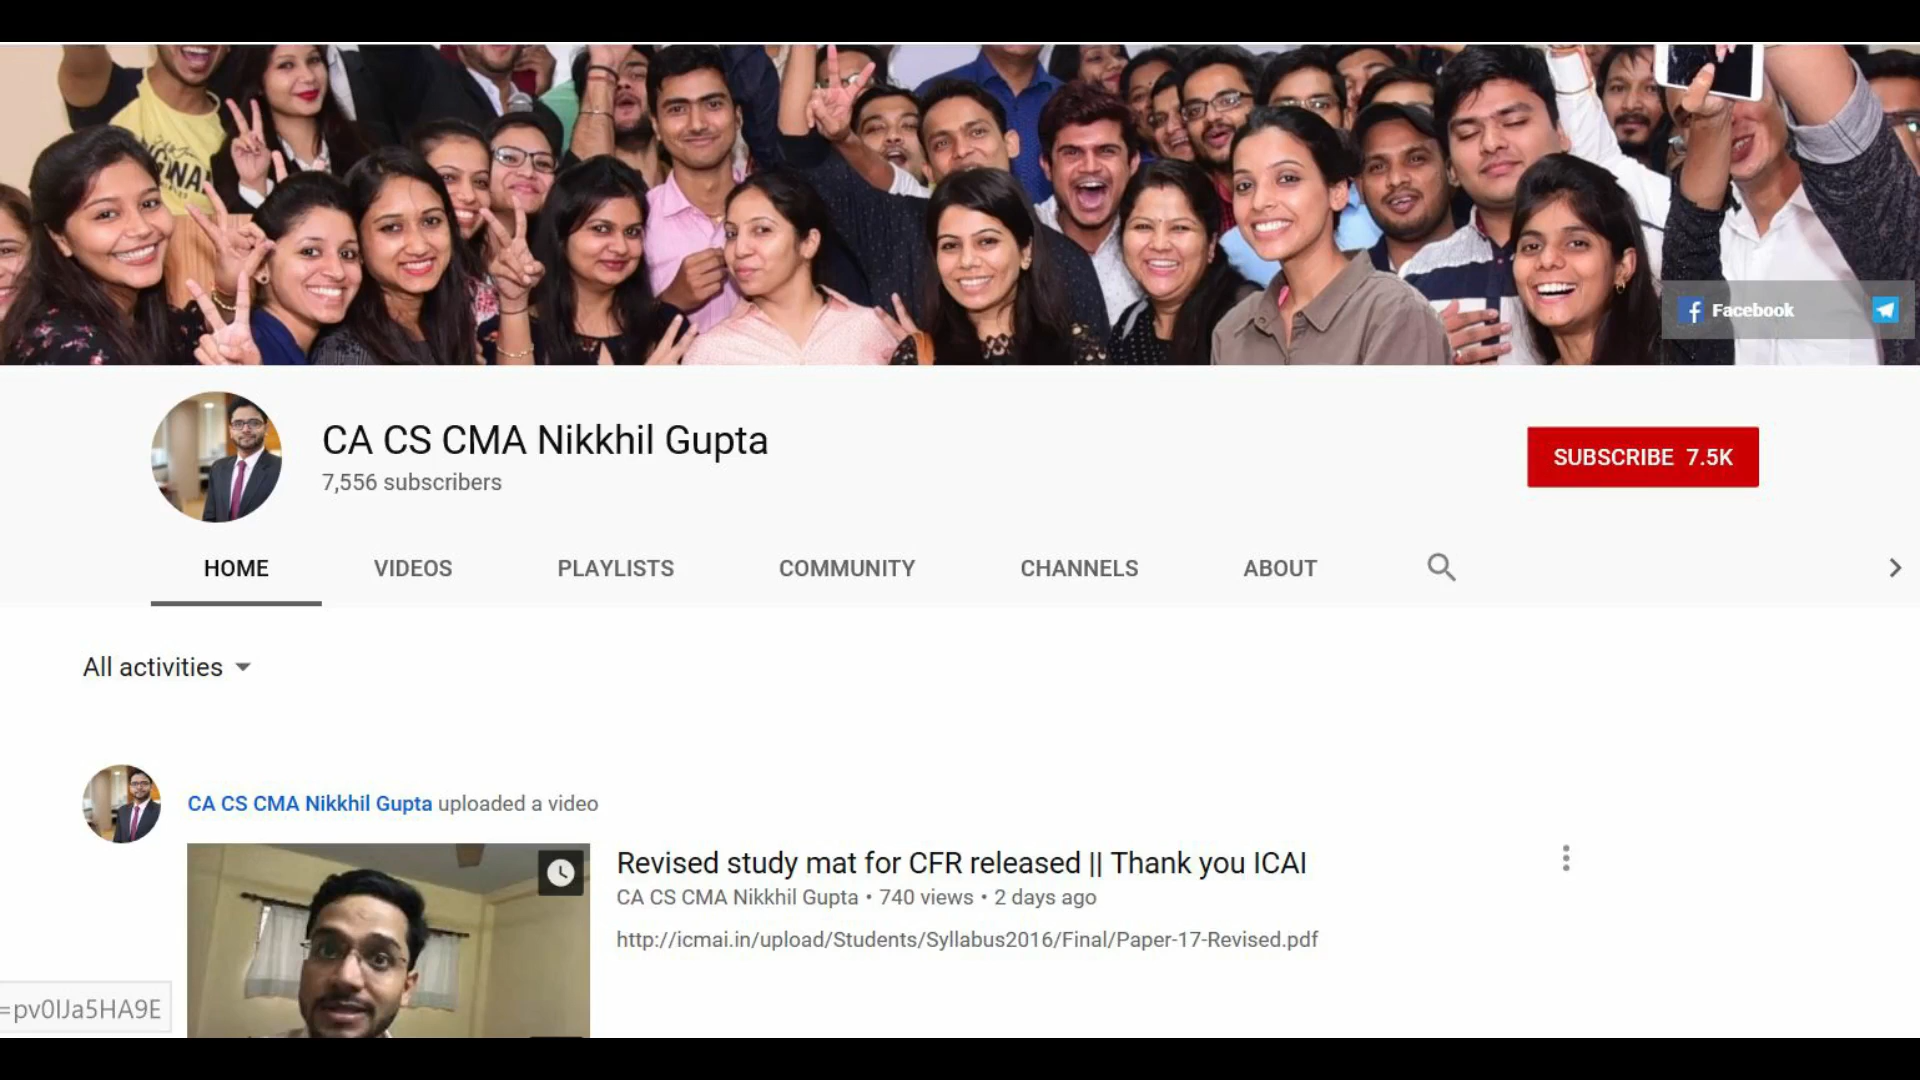 GNA
Facebook
CA CS CMA Nikkhil Gupta
7,556 subscribers
SUBSCRIBE 7.5K
HOME VIDEOS PLAYLISTS COMMUNITY CHANNELS ABOUT
All activities
CA CS CMA Nikkhil Gupta uploaded a video
Revised study mat for CFR released || Thank you ICAI
CA CS CMA Nikkhil Gupta • 740 views • 2 days ago
http://icmai.in/upload/Students/Syllabus2016/Final/Paper-17-Revised.pdf
=pv0IJa5HA9E